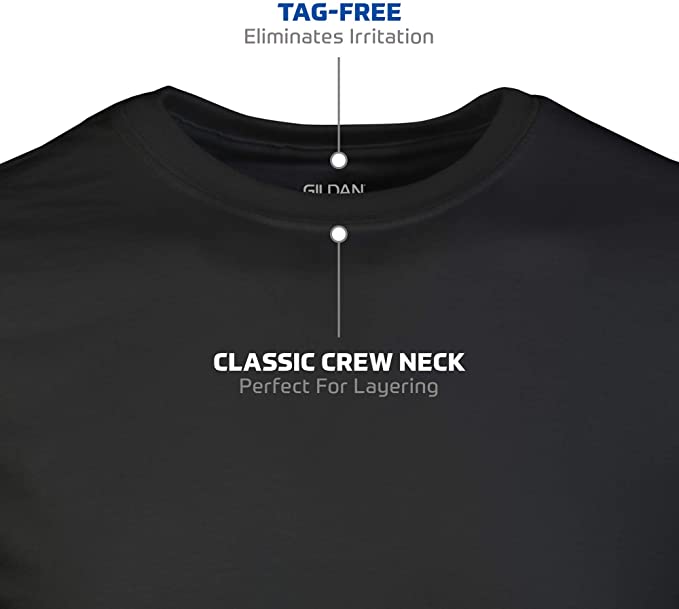 TAG-FREE
Eliminates Irritation
GILDAN
CLASSIC CREW NECK
Perfect For Layering